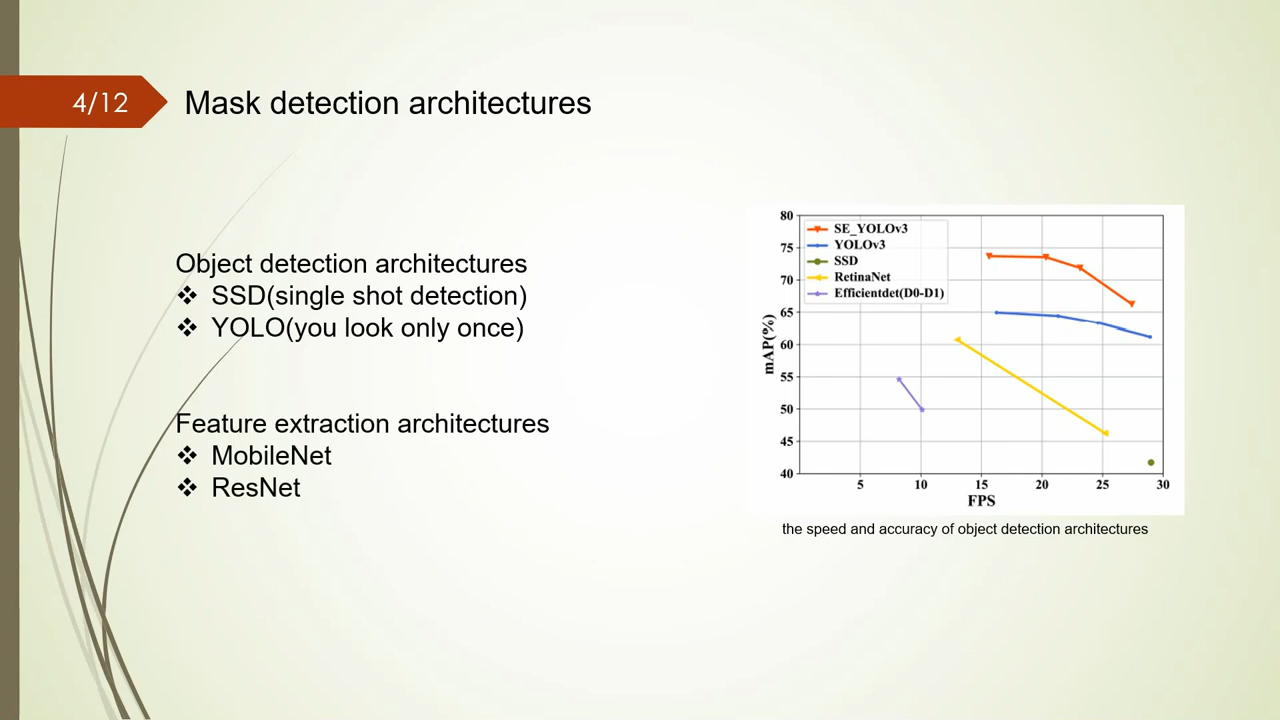 4/12
Mask detection architectures
Object detection architectures
❖ SSD(single shot detection)
❖ YOLO(you look only once)
Feature extraction architectures
❖ MobileNet
❖ ResNet
80
75
70
65
60
55
50
45
40
mAP(%)
SE_YOLOv3
YOLOv3
SSD
RetinaNet
Efficientdet(D0-D1)
5 10 15 20 25 30
FPS
the speed and accuracy of object detection architectures